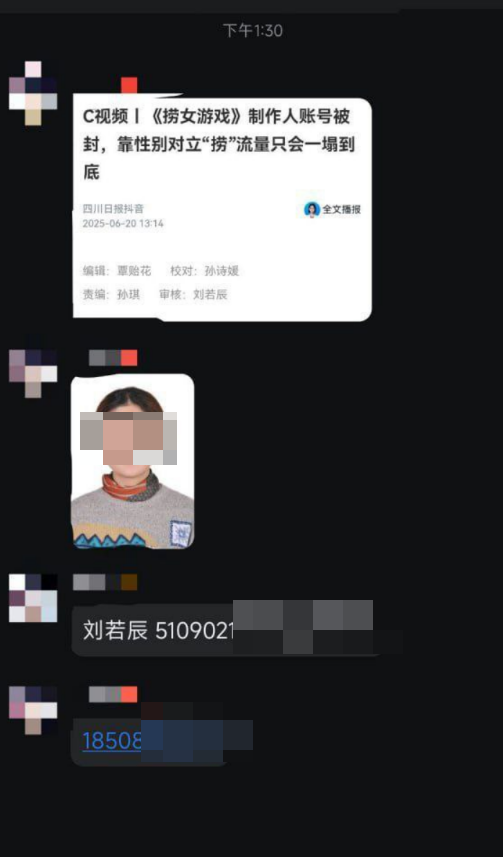 下午1:30
C视频丨《捞女游戏》制作人账号被
封，靠性别对立“捞”流量只会一塌到
底
四川日报抖音
全文播报
2025-06-20 13:14
编辑：覃贻花 校对：孙诗媛
责编：孙琪 审核：刘若辰
刘若辰 5109021
18508